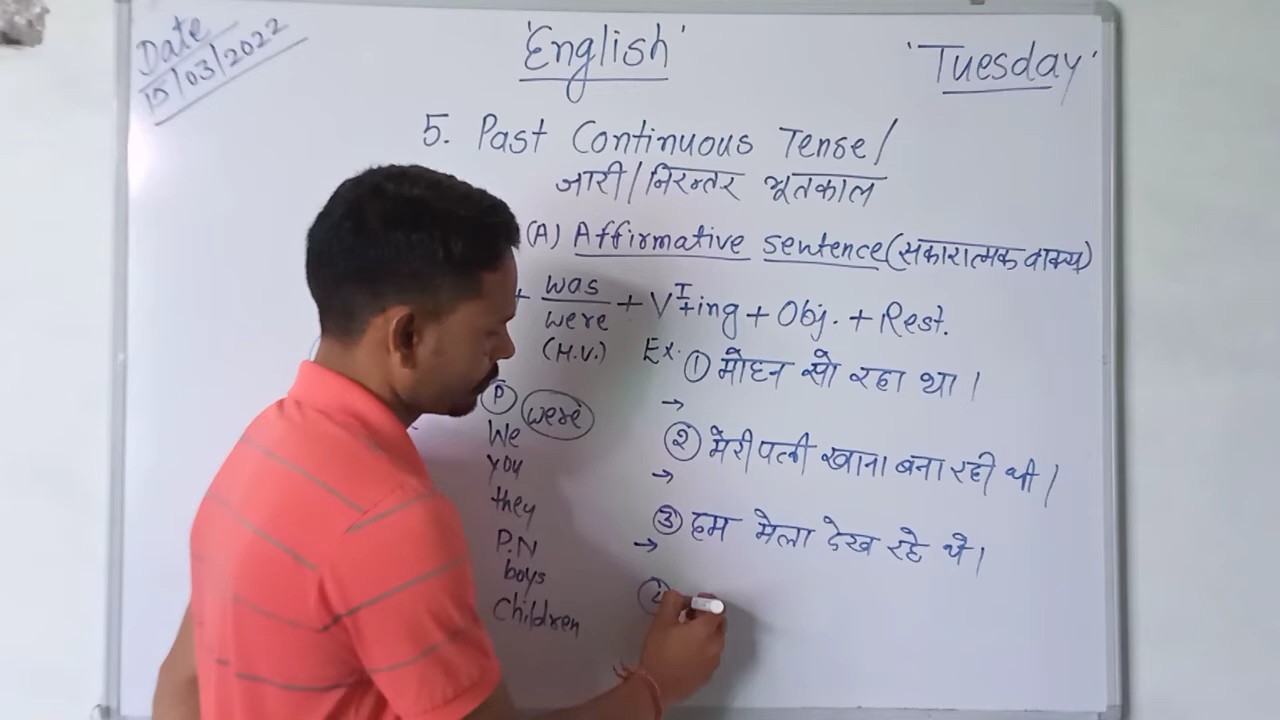 Date
15/03/2022
'English'
'Tuesday'
5. Past Continuous Tense/
जारी/निरन्तर भूतकाल
(A) Affirmative sentence (सकारात्मक वाक्य)
+ was/were + V I+ing + Obj. + Rest.
(H.V.)
Ex. ① मोहन सो रहा था।
→
② मेरी पत्नी खाना बना रही थी।
→
③ हम मेला देख रहे थे।
→
P were
We
you
they
P.N
boys
Children